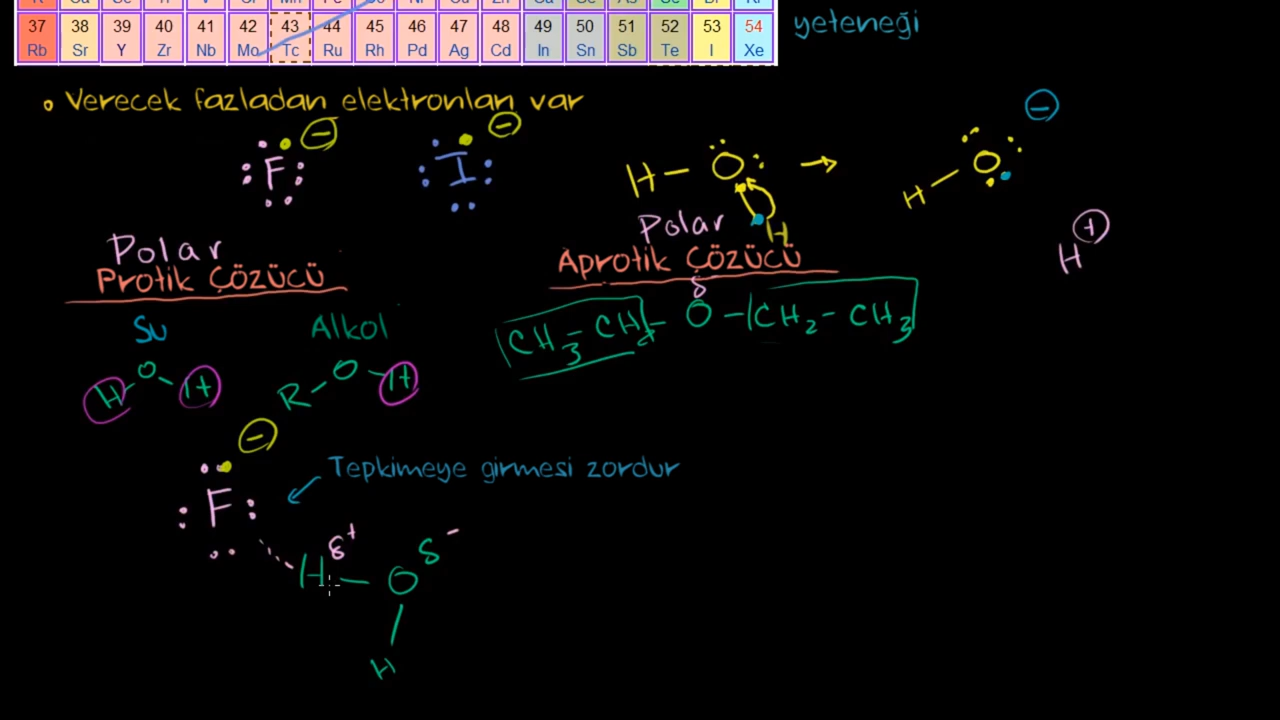 37 38 39 40 41 42 43 44 45 46 47 48 49 50 51 52 53 54
Rb Sr Y Zr Nb Mo Tc Ru Rh Pd Ag Cd In Sn Sb Te I Xe
yeteneği
• Verecek fazladan elektronları var
F −
I −
H – O H →
H – O −
H +
Polar
Protik Çözücü
Polar
Aprotik Çözücü
Su
Alkol
δ
CH3 – CH2 – O – CH2 – CH3
H O H
R – O – H
F −
Tepkimeye girmesi zordur
H δ+ – O δ−
H